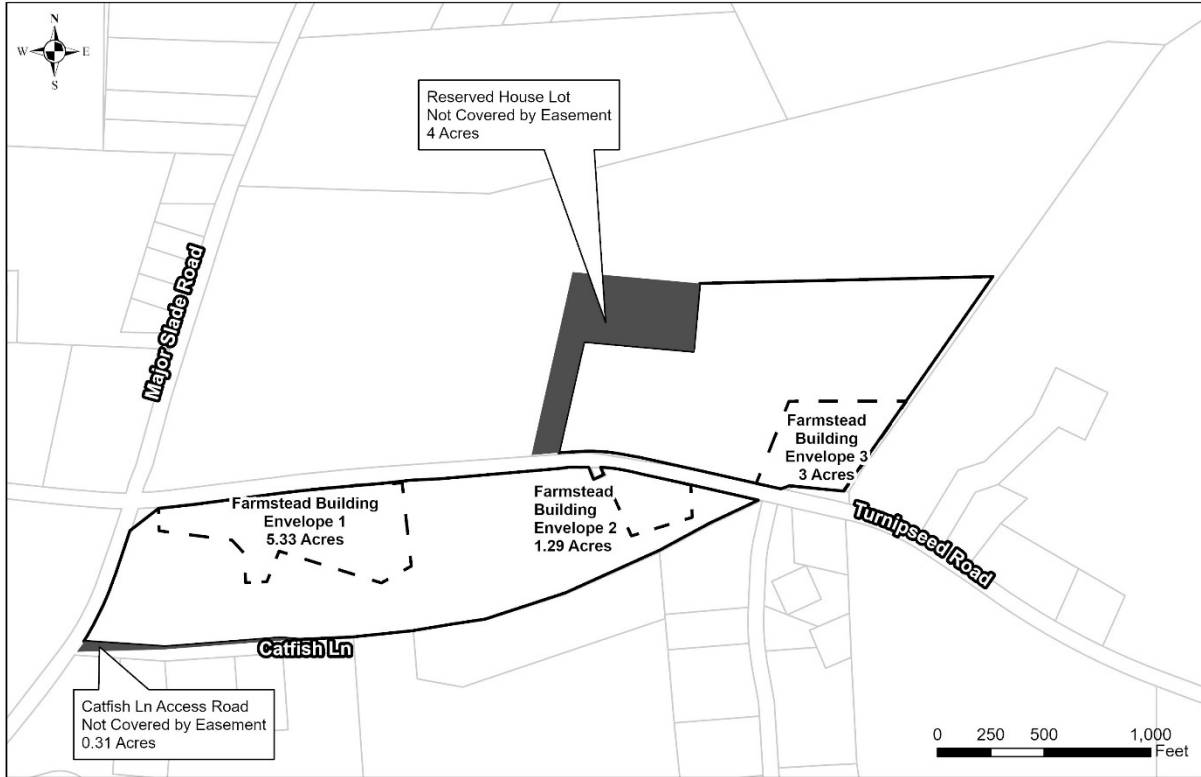 N
W E
S
Reserved House Lot
Not Covered by Easement
4 Acres
Major Slade Road
Farmstead
Building
Envelope 3
3 Acres
Farmstead Building
Envelope 1
5.33 Acres
Farmstead
Building
Envelope 2
1.29 Acres
Turnipseed Road
Catfish Ln
Catfish Ln Access Road
Not Covered by Easement
0.31 Acres
0 250 500 1,000
Feet